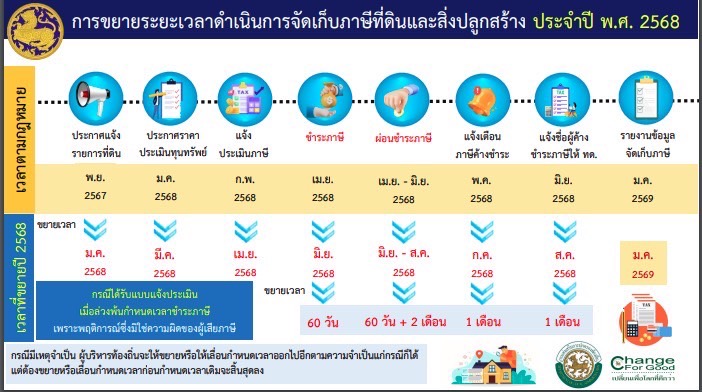 การขยายระยะเวลาดำเนินการจัดเก็บภาษีที่ดินและสิ่งปลูกสร้าง ประจำปี พ.ศ. 2568
เวลาตามกฎหมาย
ประกาศแจ้ง
รายการที่ดิน
ประกาศราคา
ประเมินทุนทรัพย์
แจ้ง
ประเมินภาษี
ชำระภาษี
ผ่อนชำระภาษี
แจ้งเตือน
ภาษีค้างชำระ
แจ้งชื่อผู้ค้าง
ชำระภาษีให้ ทด.
รายงานข้อมูล
จัดเก็บภาษี
TAX
TAX
TAX
TAX
พ.ย.
2567
ม.ค.
2568
ก.พ.
2568
เม.ย.
2568
เม.ย. - มิ.ย.
2568
พ.ค.
2568
มิ.ย.
2568
ม.ค.
2569
เวลาที่ขยายปี 2568
ขยายเวลา
ม.ค.
2568
มี.ค.
2568
เม.ย.
2568
มิ.ย.
2568
มิ.ย. - ส.ค.
2568
ก.ค.
2568
ส.ค.
2568
ม.ค.
2569
กรณีได้รับแบบแจ้งประเมิน
เมื่อล่วงพ้นกำหนดเวลาชำระภาษี
เพราะพฤติการณ์ซึ่งมิใช่ความผิดของผู้เสียภาษี
ขยายเวลา
60 วัน
60 วัน + 2 เดือน
1 เดือน
1 เดือน
กรณีมีเหตุจำเป็น ผู้บริหารท้องถิ่นจะให้ขยายหรือให้เลื่อนกำหนดเวลาออกไปอีกตามความจำเป็นแก่กรณีก็ได้
แต่ต้องขยายหรือเลื่อนกำหนดเวลาก่อนกำหนดเวลาเดิมจะสิ้นสุดลง
Change
For Good
เปลี่ยนเพื่อโลกที่ดีกว่า